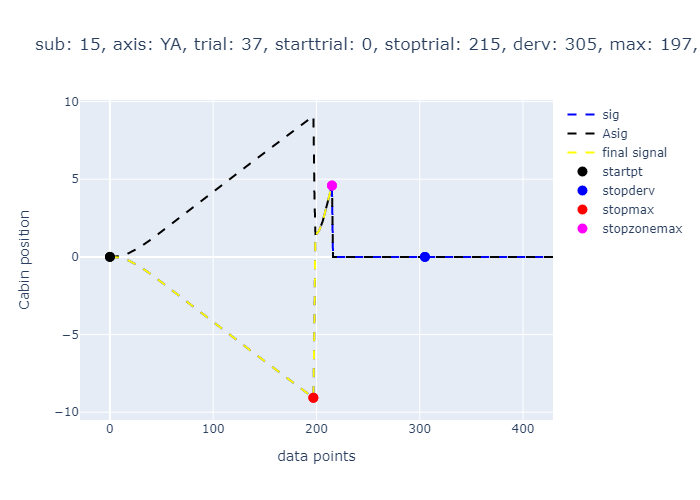 sub: 15, axis: YA, trial: 37, starttrial: 0, stoptrial: 215, derv: 305, max: 197,
10
5
0
−5
−10
Cabin position
0
100
200
300
400
data points
sig
Asig
final signal
startpt
stopderv
stopmax
stopzonemax